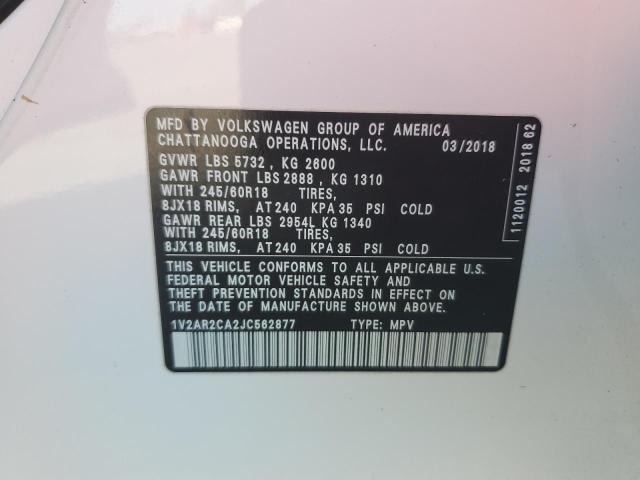 MFD BY VOLKSWAGEN GROUP OF AMERICA
CHATTANOOGA OPERATIONS, LLC. 03/2018
GVWR LBS 5732 , KG 2600
GAWR FRONT LBS 2888 , KG 1310
WITH 245/60R18 TIRES,
8JX18 RIMS, AT 240 KPA 35 PSI COLD
GAWR REAR LBS 2954L KG 1340
WITH 245/60R18 TIRES,
8JX18 RIMS, AT 240 KPA 35 PSI COLD
THIS VEHICLE CONFORMS TO ALL APPLICABLE U.S.
FEDERAL MOTOR VEHICLE SAFETY AND
THEFT PREVENTION STANDARDS IN EFFECT ON
THE DATE OF MANUFACTURE SHOWN ABOVE.
1V2AR2CA2JC562877 TYPE: MPV
1120012 2018 62